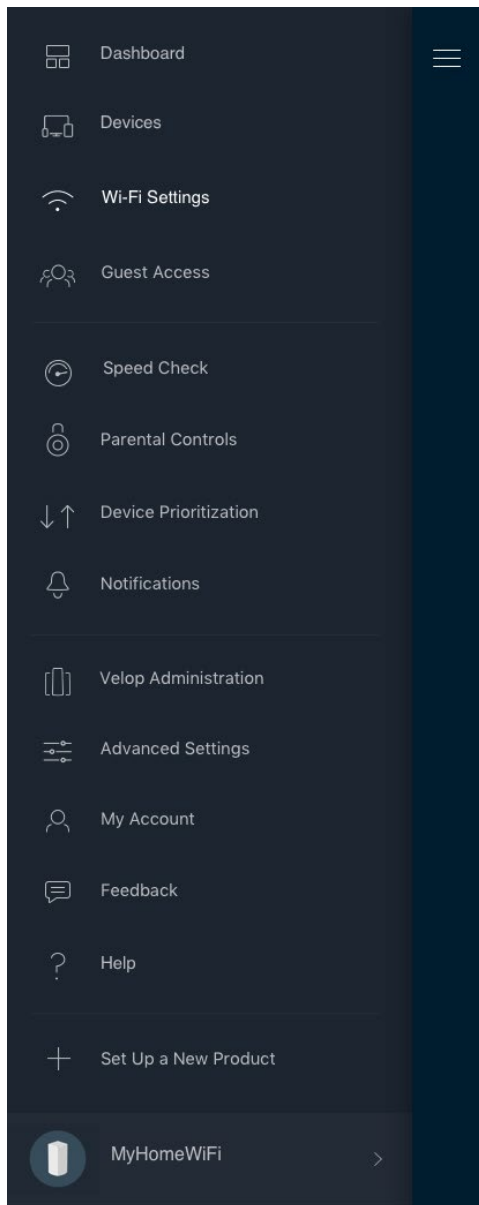 Dashboard
Devices
Wi-Fi Settings
Guest Access
Speed Check
Parental Controls
Device Prioritization
Notifications
Velop Administration
Advanced Settings
My Account
Feedback
Help
Set Up a New Product
MyHomeWiFi